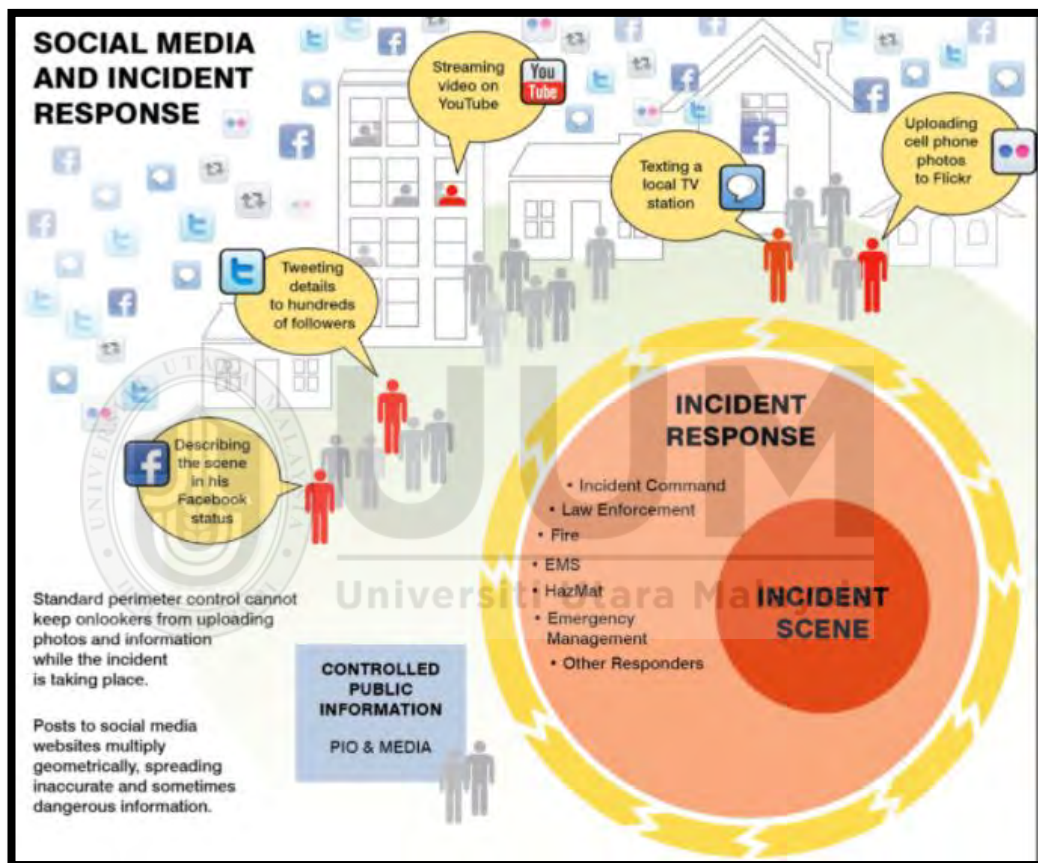 SOCIAL MEDIA
AND INCIDENT
RESPONSE
Streaming
video on
YouTube
You
Tube
Uploading
cell phone
photos
to Flickr
Texting a
local TV
station
Tweeting
details
to hundreds
of followers
Describing
the scene
in his
Facebook
status
INCIDENT
RESPONSE
• Incident Command
• Law Enforcement
• Fire
• EMS
• HazMat
• Emergency
Management
• Other Responders
INCIDENT
SCENE
Standard perimeter control cannot
keep onlookers from uploading
photos and information
while the incident
is taking place.
Posts to social media
websites multiply
geometrically, spreading
inaccurate and sometimes
dangerous information.
CONTROLLED
PUBLIC
INFORMATION
PIO & MEDIA
UUM
Universiti Utara Malaysia
UNIVERSITI UTARA MALAYSIA